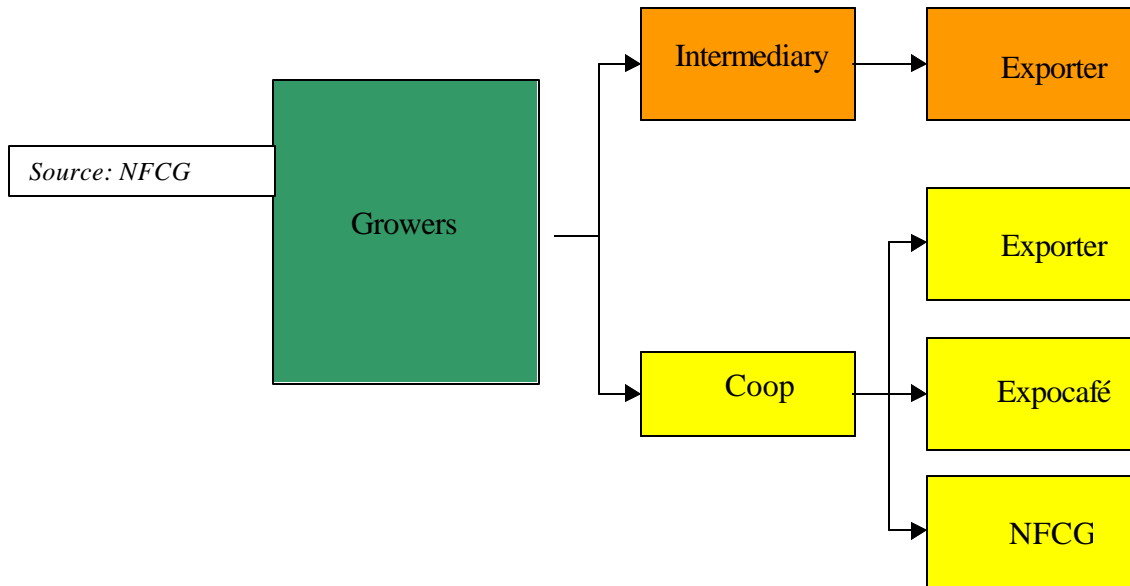 Intermediary
Exporter
Source: NFCG
Growers
Exporter
Coop
Expocafé
NFCG